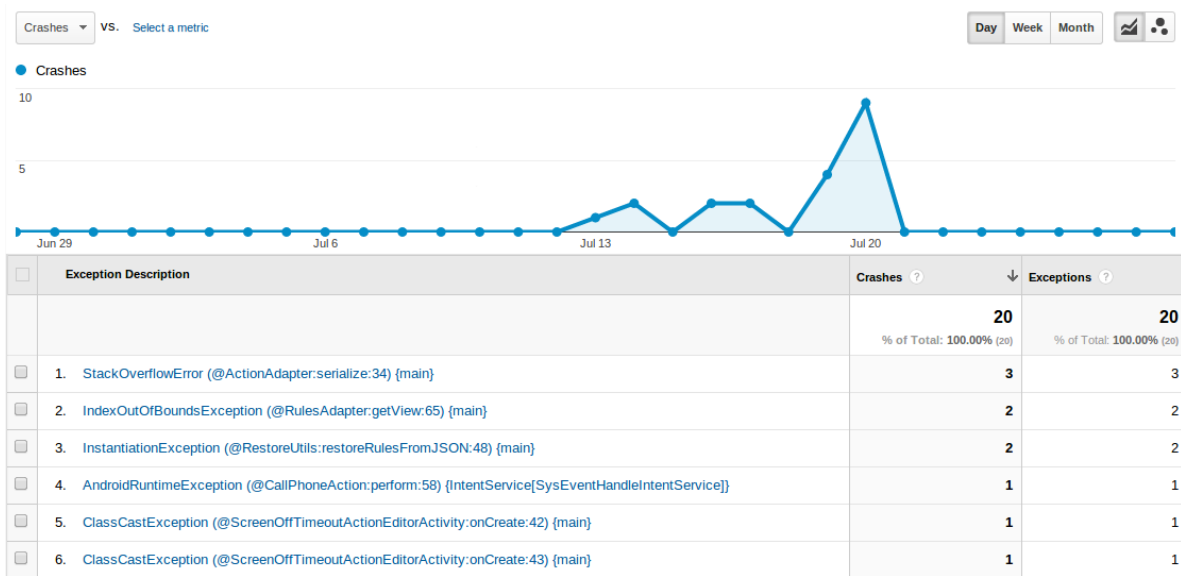 Crashes VS. Select a metric Day Week Month
Crashes
10
5
Jun 29 Jul 6 Jul 13 Jul 20
Exception Description Crashes ? Exceptions ?
20 20
% of Total: 100.00% (20) % of Total: 100.00% (20)
1. StackOverflowError (@ActionAdapter:serialize:34) {main} 3 3
2. IndexOutOfBoundsException (@RulesAdapter:getView:65) {main} 2 2
3. InstantiationException (@RestoreUtils:restoreRulesFromJSON:48) {main} 2 2
4. AndroidRuntimeException (@CallPhoneAction:perform:58) {IntentService[SysEventHandleIntentService]} 1 1
5. ClassCastException (@ScreenOffTimeoutActionEditorActivity:onCreate:42) {main} 1 1
6. ClassCastException (@ScreenOffTimeoutActionEditorActivity:onCreate:43) {main} 1 1